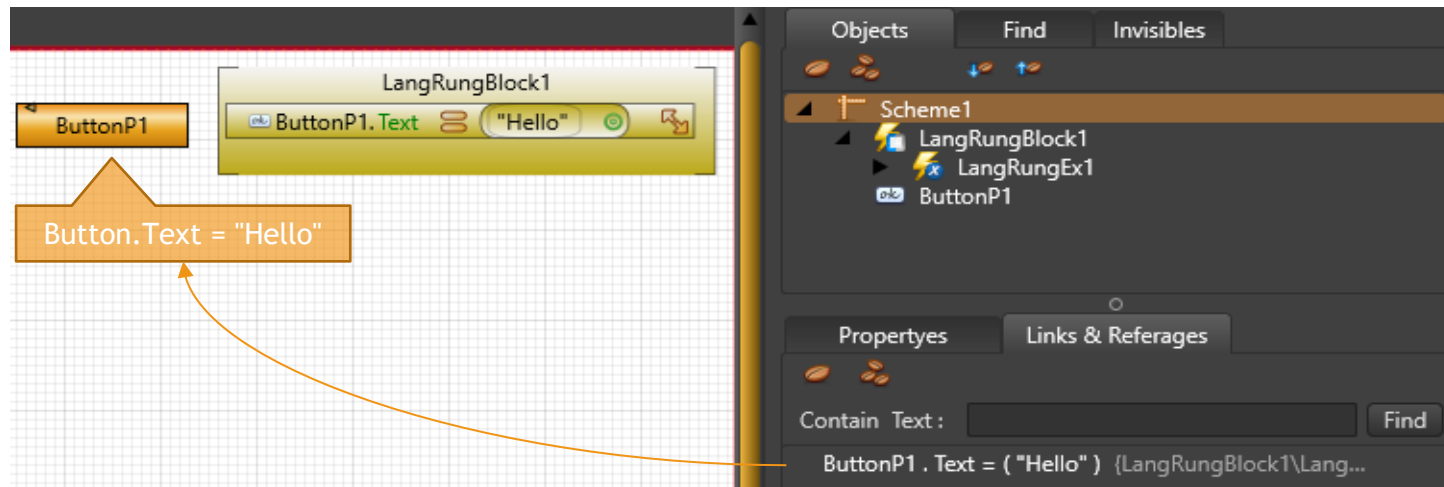 LangRungBlock1
ButtonP1
ButtonP1.Text "Hello"
Button.Text = "Hello"
Objects Find Invisibles
Scheme1
LangRungBlock1
LangRungEx1
ButtonP1
Propertyes Links & Referages
Contain Text : Find
ButtonP1 . Text = ( "Hello" ) {LangRungBlock1\Lang...